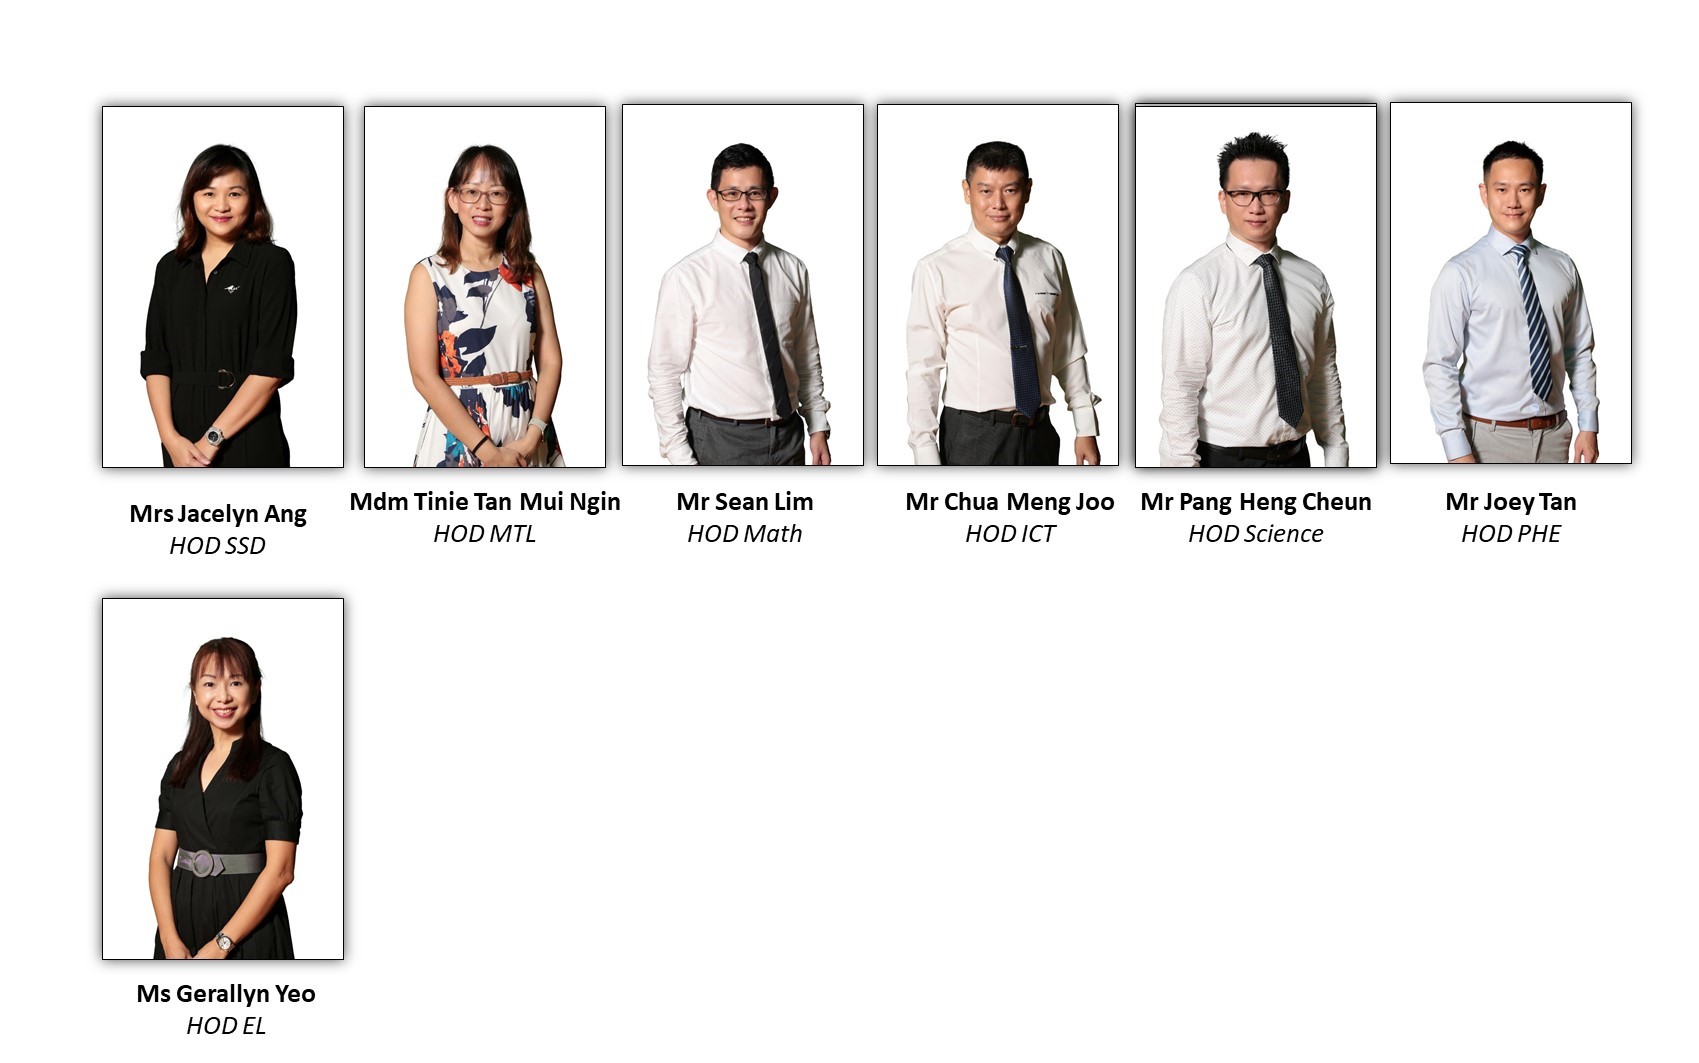 Mrs Jacelyn Ang
HOD SSD
Mdm Tinie Tan Mui Ngin
HOD MTL
Mr Sean Lim
HOD Math
Mr Chua Meng Joo
HOD ICT
Mr Pang Heng Cheun
HOD Science
Mr Joey Tan
HOD PHE
Ms Gerallyn Yeo
HOD EL